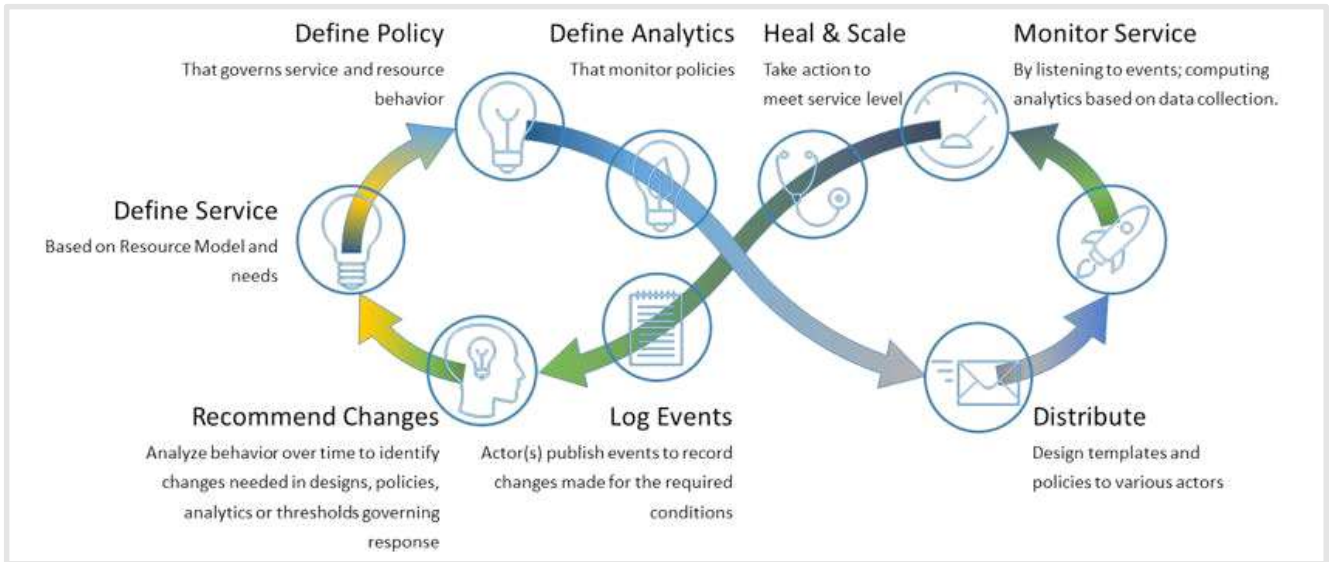 Define Policy
That governs service and resource
behavior
Define Analytics
That monitor policies
Heal & Scale
Take action to
meet service level
Monitor Service
By listening to events; computing
analytics based on data collection.
Define Service
Based on Resource Model and
needs
Recommend Changes
Analyze behavior over time to identify
changes needed in designs, policies,
analytics or thresholds governing
response
Log Events
Actor(s) publish events to record
changes made for the required
conditions
Distribute
Design templates and
policies to various actors